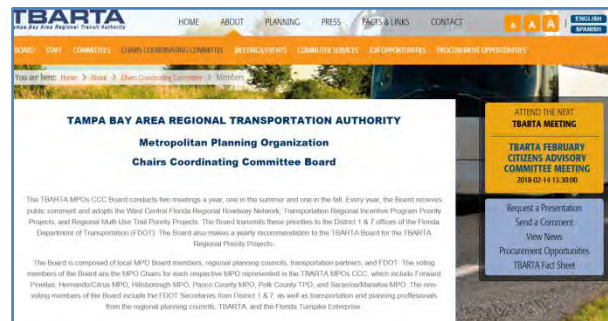 TBARTA
Tampa Bay Area Regional Transit Authority
HOME ABOUT PLANNING PRESS FACTS & LINKS CONTACT
A A A ENGLISH
SPANISH
BOARD STAFF COMMITTEES CHAIRS COORDINATING COMMITTEE MEETINGS/EVENTS COMMUTER SERVICES JOB OPPORTUNITIES PROCUREMENT OPPORTUNITIES
You are here: Home > About > Chairs Coordinating Committee > Members
TAMPA BAY AREA REGIONAL TRANSPORTATION AUTHORITY
Metropolitan Planning Organization
Chairs Coordinating Committee Board
The TBARTA MPOs CCC Board conducts two meetings a year, one in the summer and one in the fall. Every year, the Board recieves
public comment and adopts the West Central Florida Regional Roadway Network, Transportation Regional Incentive Program Priority
Projects, and Regional Multi-Use Trail Priority Projects. The Board transmits these priorities to the District 1 & 7 offices of the Florida
Department of Transportation (FDOT). The Board also makes a yearly recommendation to the TBARTA Board for the TBARTA
Regional Priority Projects.
The Board is composed of local MPO Board members, regional planning councils, transportation partners, and FDOT. The voting
members of the Board are the MPO Chairs for each respective MPO represented in the TBARTA MPOs CCC, which include Forward
Pinellas, Hernando/Citrus MPO, Hillsborough MPO, Pasco County MPO, Polk County TPO, and Sarasota/Manatee MPO. The non-
voting members of the Board include the FDOT Secretaries from District 1 & 7, as well as transportation and planning proffesionals
from the regional planning councils, TBARTA, and the Florida Turnpike Enterprise.
ATTEND THE NEXT
TBARTA MEETING
TBARTA FEBRUARY
CITIZENS ADVISORY
COMMITTEE MEETING
2018-02-14 13:30:00
Request a Presentation
Send a Comment
View News
Procurement Opportunities
TBARTA Fact Sheet